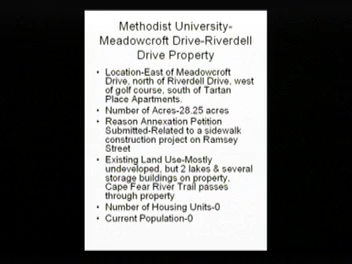 Methodist University-
Meadowcroft Drive-Riverdell
Drive Property
• Location-East of Meadowcroft
Drive, north of Riverdell Drive, west
of golf course, south of Tartan
Place Apartments.
• Number of Acres-28.25 acres
• Reason Annexation Petition
Submitted-Related to a sidewalk
construction project on Ramsey
Street
• Existing Land Use-Mostly
undeveloped, but 2 lakes & several
storage buildings on property,
Cape Fear River Trail passes
through property
• Number of Housing Units-0
• Current Population-0